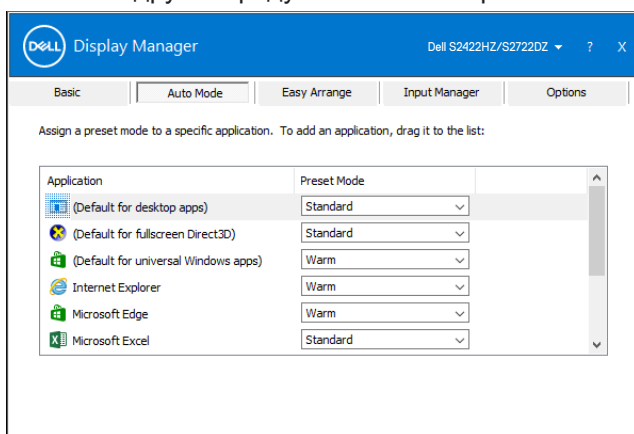 DELL Display Manager Dell S2422HZ/S2722DZ ? X
Basic Auto Mode Easy Arrange Input Manager Options
Assign a preset mode to a specific application. To add an application, drag it to the list:
Application Preset Mode
(Default for desktop apps) Standard
(Default for fullscreen Direct3D) Standard
(Default for universal Windows apps) Warm
Internet Explorer Warm
Microsoft Edge Warm
Microsoft Excel Standard